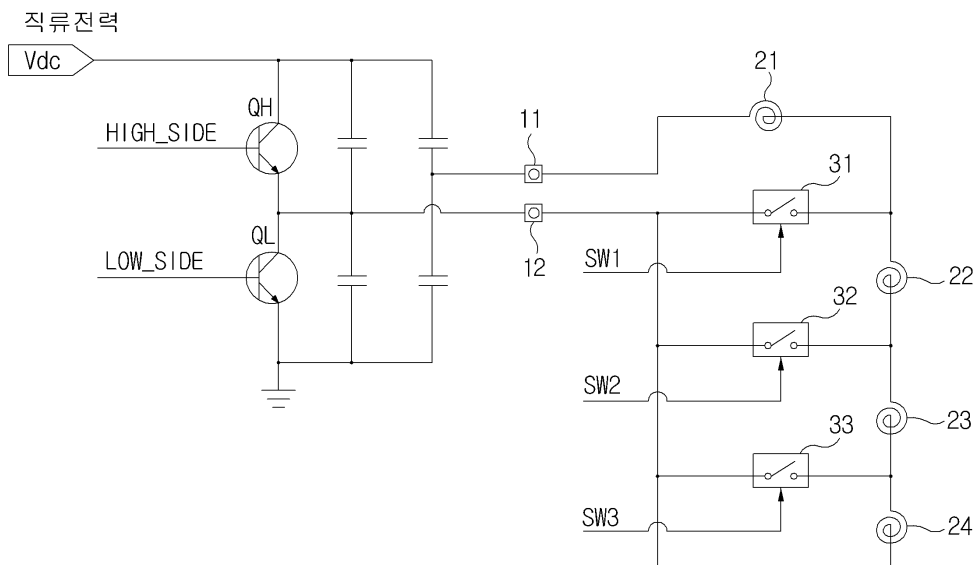 직류전력
Vdc
21
QH
11
HIGH_SIDE
31
QL
12
SW1
LOW_SIDE
22
32
SW2
23
33
SW3
24